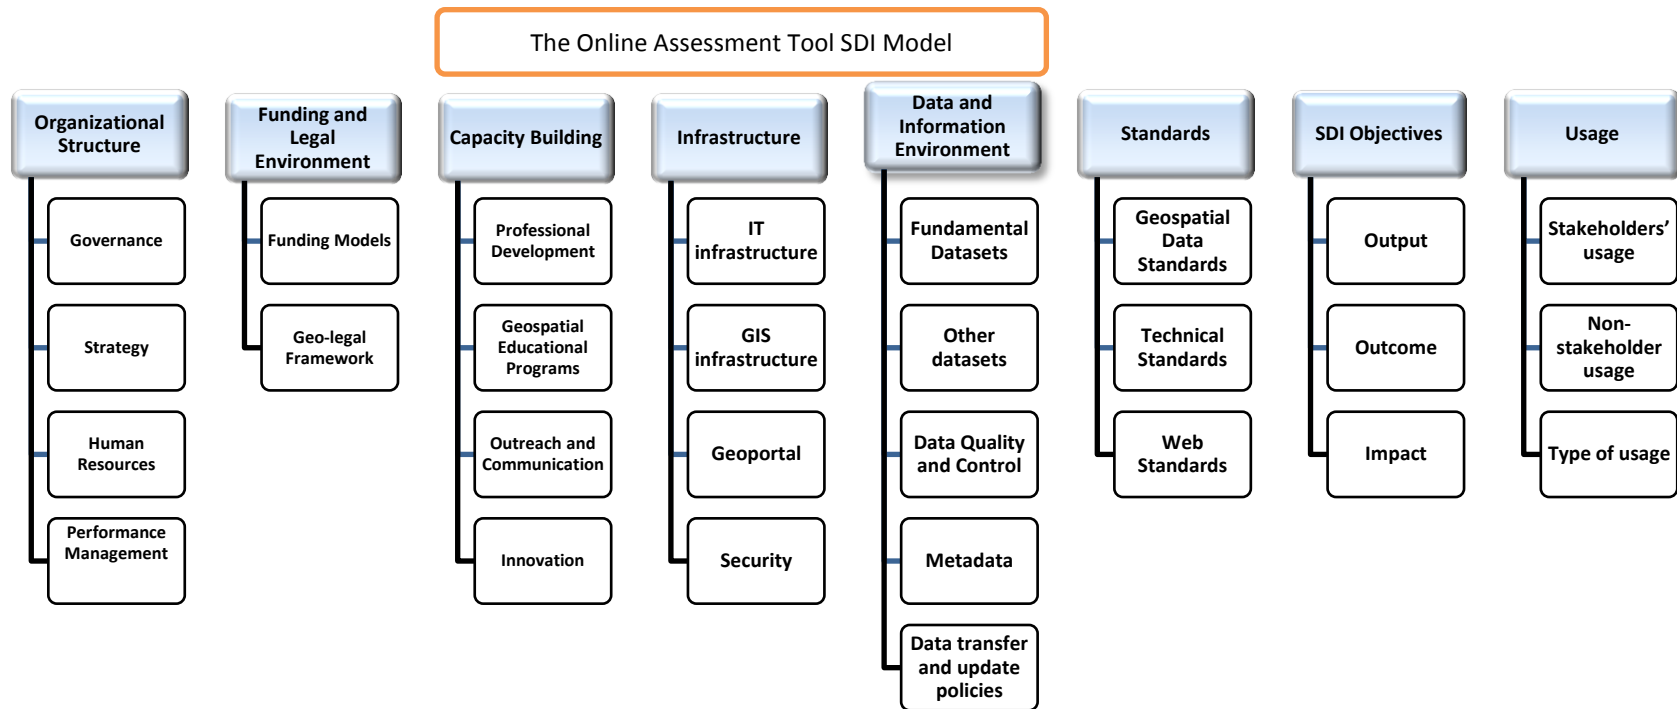 The Online Assessment Tool SDI Model
Organizational
Structure
Governance
Strategy
Human
Resources
Performance
Management
Funding and
Legal
Environment
Funding Models
Geo-legal
Framework
Capacity Building
Professional
Development
Geospatial
Educational
Programs
Outreach and
Communication
Innovation
Infrastructure
IT
infrastructure
GIS
infrastructure
Geoportal
Security
Data and
Information
Environment
Fundamental
Datasets
Other
datasets
Data Quality
and Control
Metadata
Data transfer
and update
policies
Standards
Geospatial
Data
Standards
Technical
Standards
Web
Standards
SDI Objectives
Output
Outcome
Impact
Usage
Stakeholders’
usage
Non-
stakeholder
usage
Type of usage